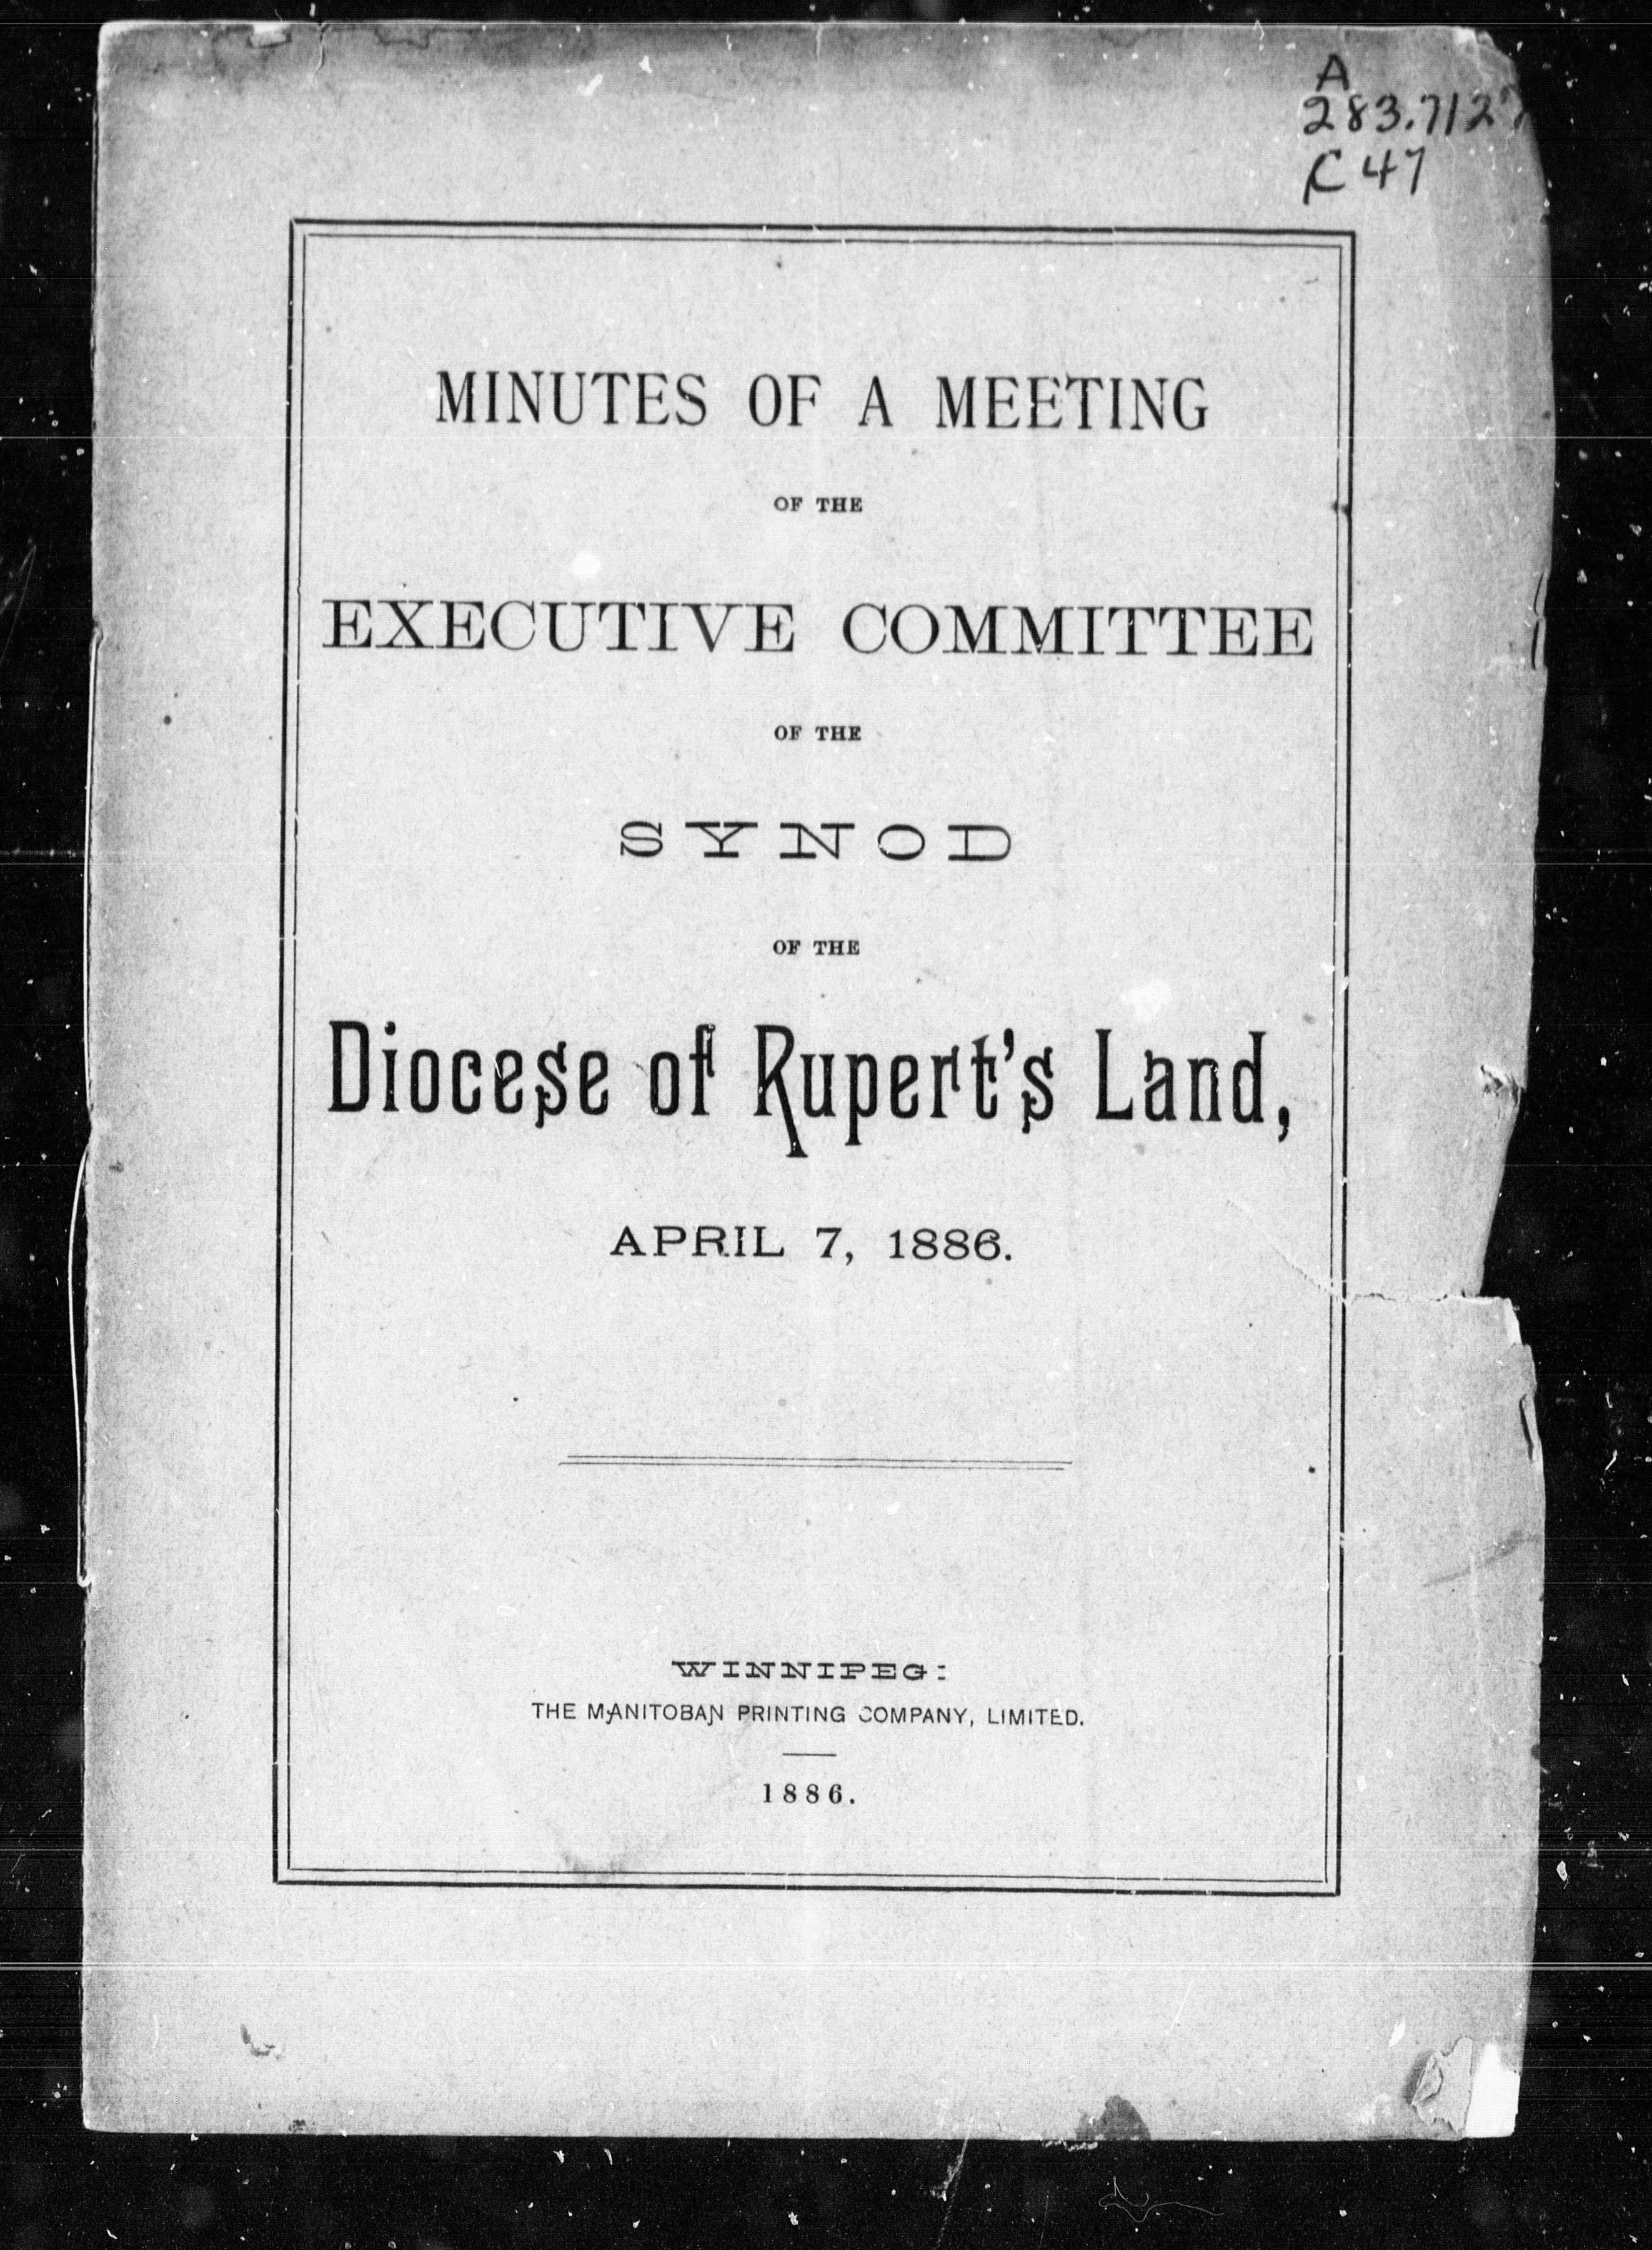 A
283.7127
C47
MINUTES OF A MEETING
OF THE
EXECUTIVE COMMITTEE
OF THE
SYNOD
OF THE
Diocese of Rupert's Land,
APRIL 7, 1886.
WINNIPEG:
THE MANITOBAN PRINTING COMPANY, LIMITED.
1886.